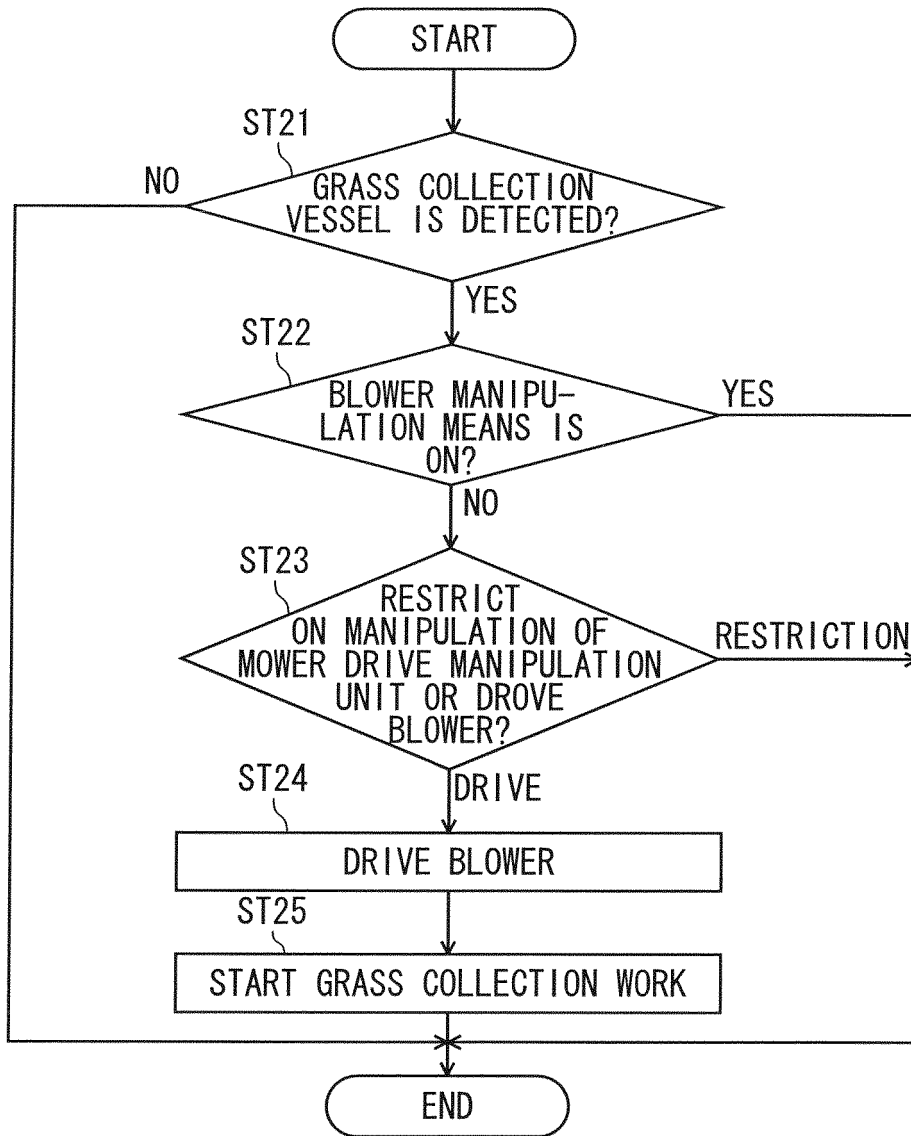 START
ST21
NO
GRASS COLLECTION
VESSEL IS DETECTED?
YES
ST22
BLOWER MANIPU-
LATION MEANS IS
ON?
YES
NO
ST23
RESTRICT
ON MANIPULATION OF
MOWER DRIVE MANIPULATION
UNIT OR DROVE
BLOWER?
RESTRICTION
DRIVE
ST24
DRIVE BLOWER
ST25
START GRASS COLLECTION WORK
END